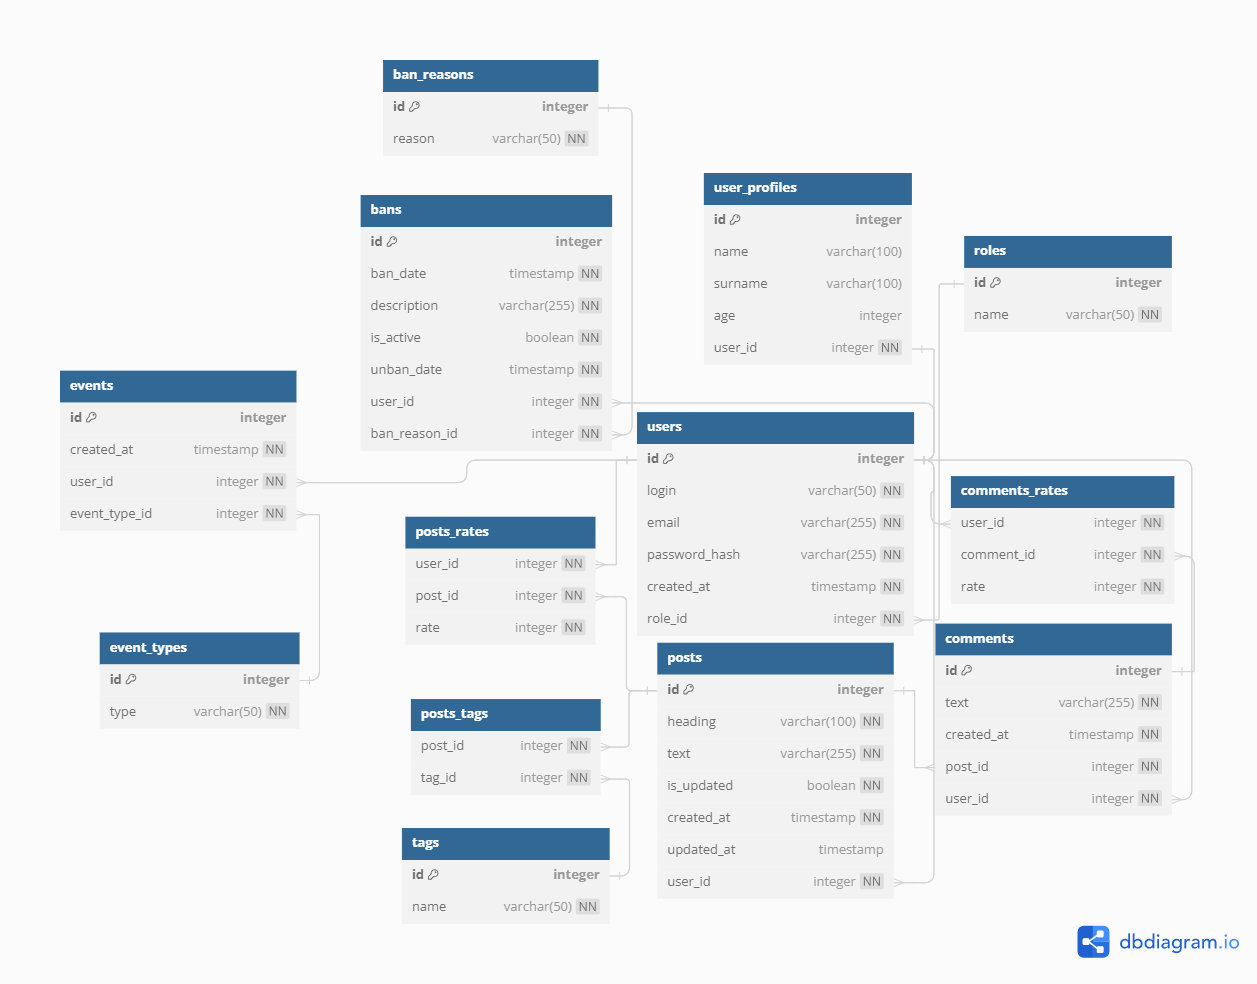 ban_reasons
id integer
reason varchar(50) NN
bans
id integer
ban_date timestamp NN
description varchar(255) NN
is_active boolean NN
unban_date timestamp NN
user_id integer NN
ban_reason_id integer NN
user_profiles
id integer
name varchar(100)
surname varchar(100)
age integer
user_id integer NN
roles
id integer
name varchar(50) NN
events
id integer
created_at timestamp NN
user_id integer NN
event_type_id integer NN
users
id integer
login varchar(50) NN
email varchar(255) NN
password_hash varchar(255) NN
created_at timestamp NN
role_id integer NN
comments_rates
user_id integer NN
comment_id integer NN
rate integer NN
posts_rates
user_id integer NN
post_id integer NN
rate integer NN
event_types
id integer
type varchar(50) NN
posts
id integer
heading varchar(100) NN
text varchar(255) NN
is_updated boolean NN
created_at timestamp NN
updated_at timestamp
user_id integer NN
comments
id integer
text varchar(255) NN
created_at timestamp NN
post_id integer NN
user_id integer NN
posts_tags
post_id integer NN
tag_id integer NN
tags
id integer
name varchar(50) NN
dbdiagram.io